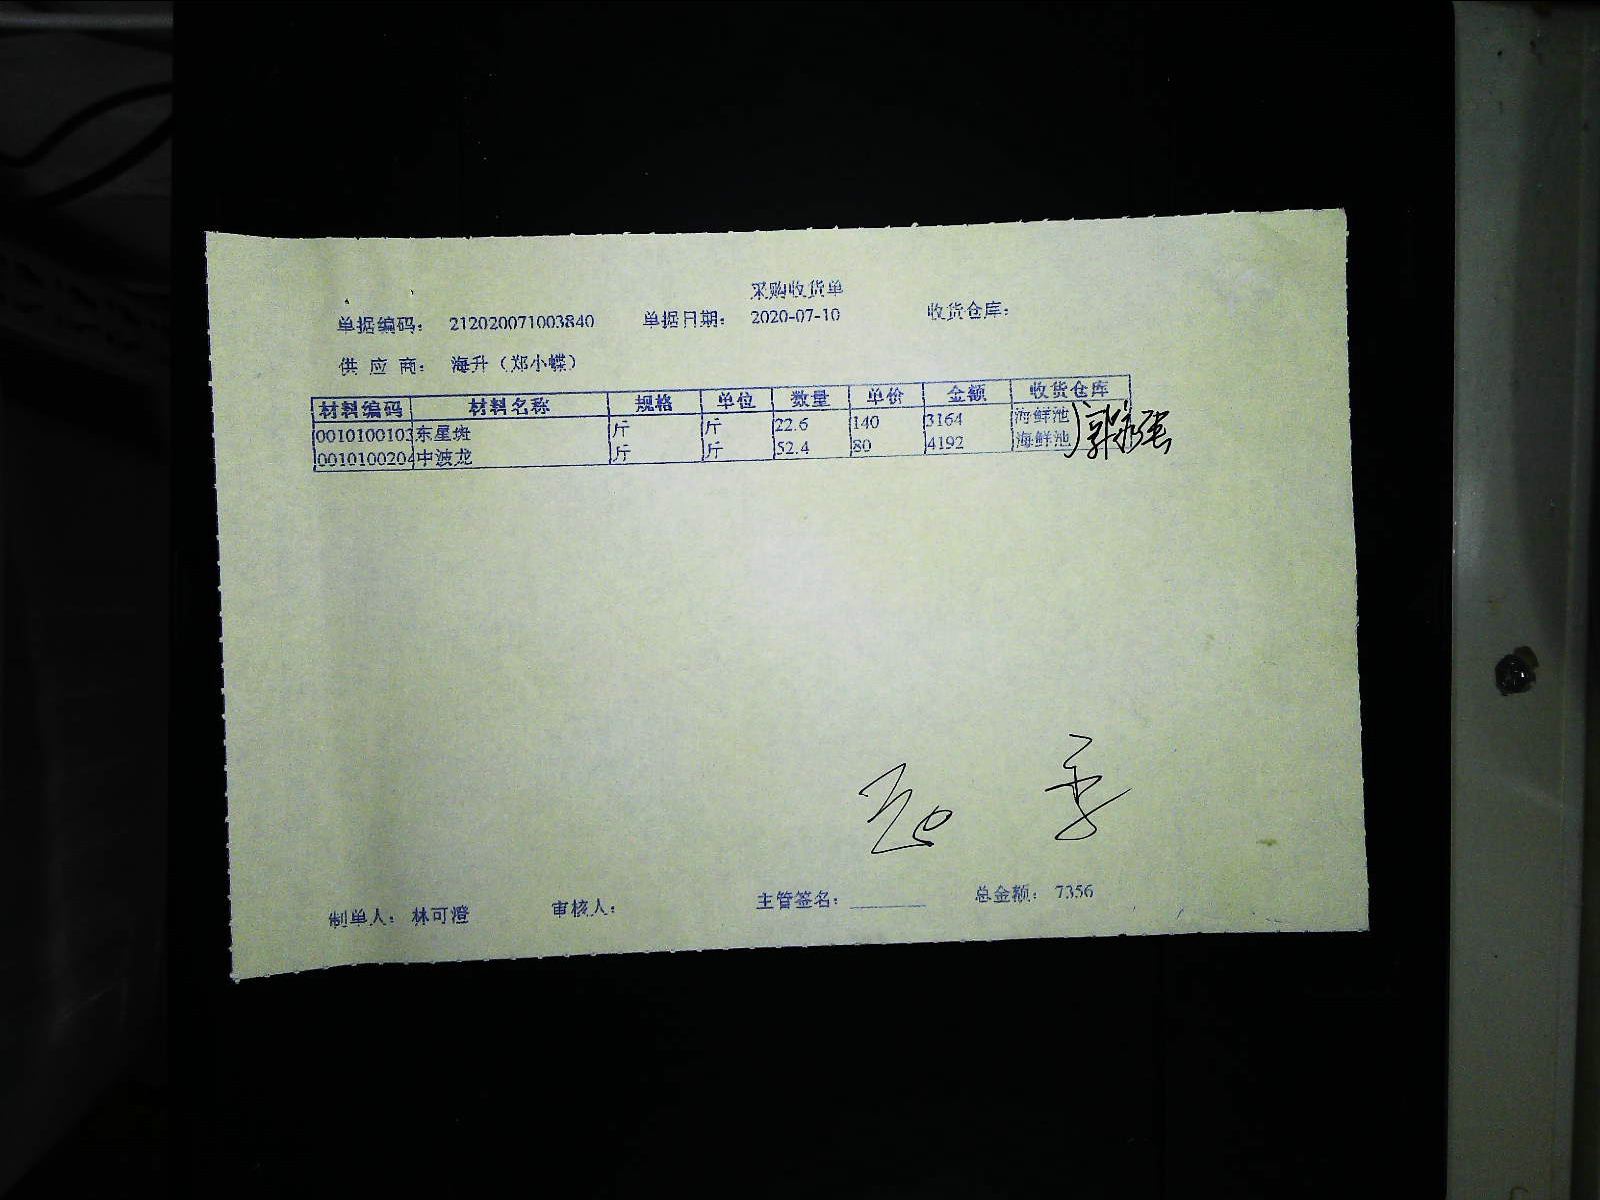 采购收货单
单据编码： 212020071003840 单据日期： 2020-07-10 收货仓库：
供 应 商： 海升（郑小蝶）
材料编码 材料名称 规格 单位 数量 单价 金额 收货仓库
0010100103 东星斑 斤 斤 22.6 140 3164 海鲜池
0010100204 中波龙 斤 斤 52.4 80 4192 海鲜池
制单人： 林可澄 审核人： 主管签名： 总金额： 7356